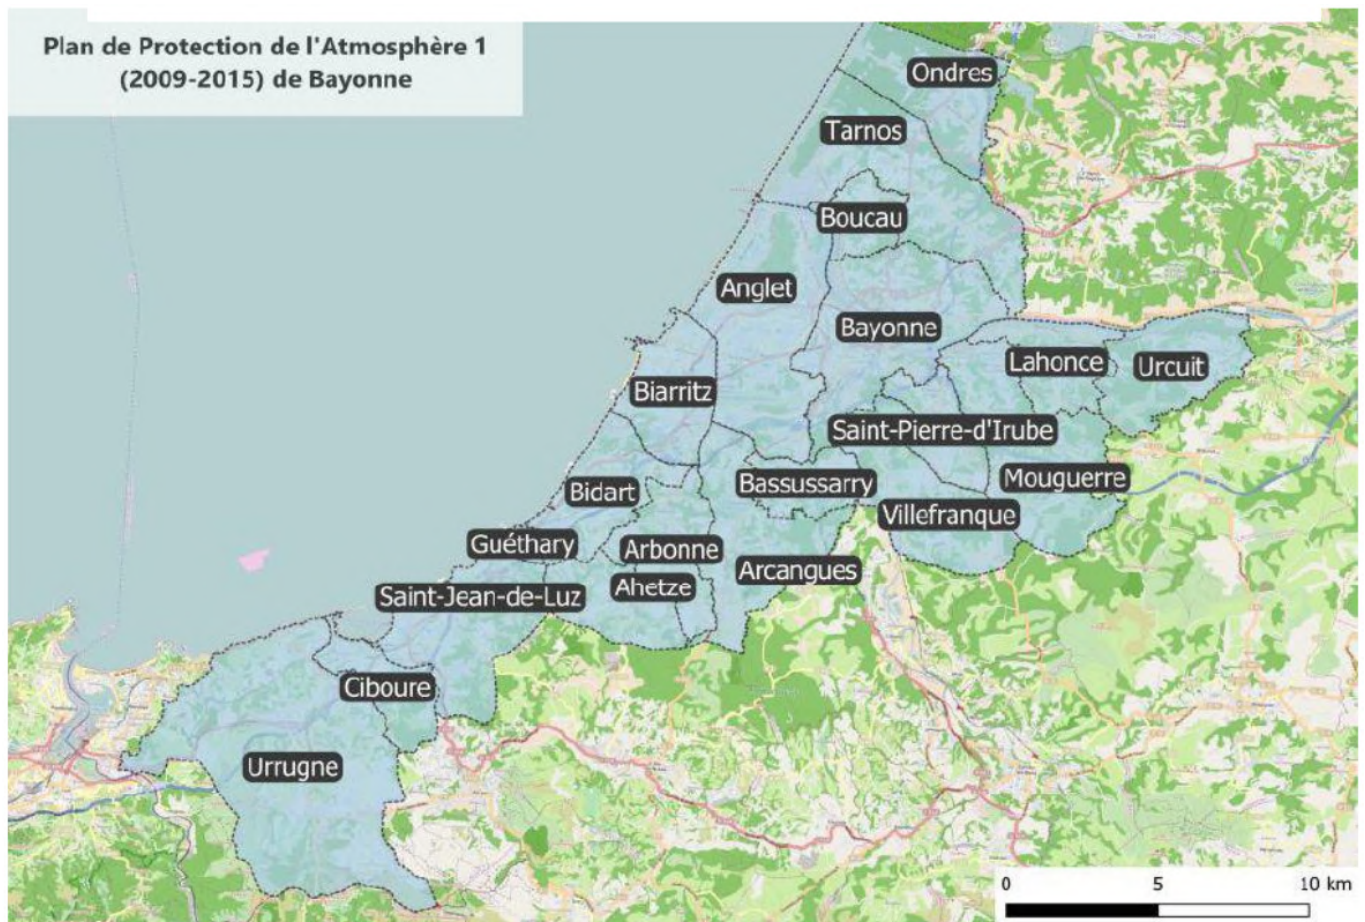 Plan de Protection de l'Atmosphère 1
(2009-2015) de Bayonne
Ondres
Tarnos
Boucau
Anglet
Bayonne
Lahonce
Urcuit
Biarritz
Saint-Pierre-d'Irube
Mouguerre
Bassussarry
Bidart
Villefranque
Guéthary
Arbonne
Arcangues
Ahetze
Saint-Jean-de-Luz
Ciboure
Urrugne
0 5 10 km